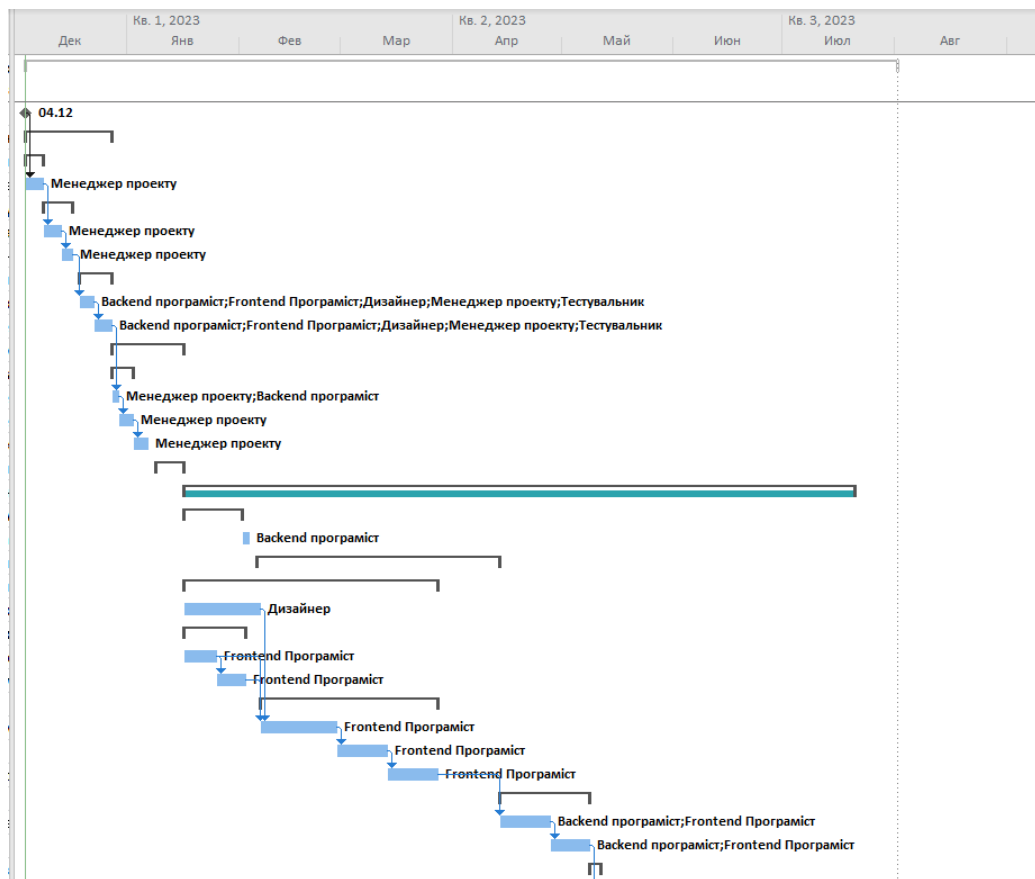 Кв. 1, 2023 Кв. 2, 2023 Кв. 3, 2023
Дек Янв Фев Мар Апр Май Июн Июл Авг
04.12
Менеджер проекту
Менеджер проекту
Менеджер проекту
Backend програміст;Frontend Програміст;Дизайнер;Менеджер проекту;Тестувальник
Backend програміст;Frontend Програміст;Дизайнер;Менеджер проекту;Тестувальник
Менеджер проекту;Backend програміст
Менеджер проекту
Менеджер проекту
Backend програміст
Дизайнер
Frontend Програміст
Frontend Програміст
Frontend Програміст
Frontend Програміст
Frontend Програміст
Backend програміст;Frontend Програміст
Backend програміст;Frontend Програміст